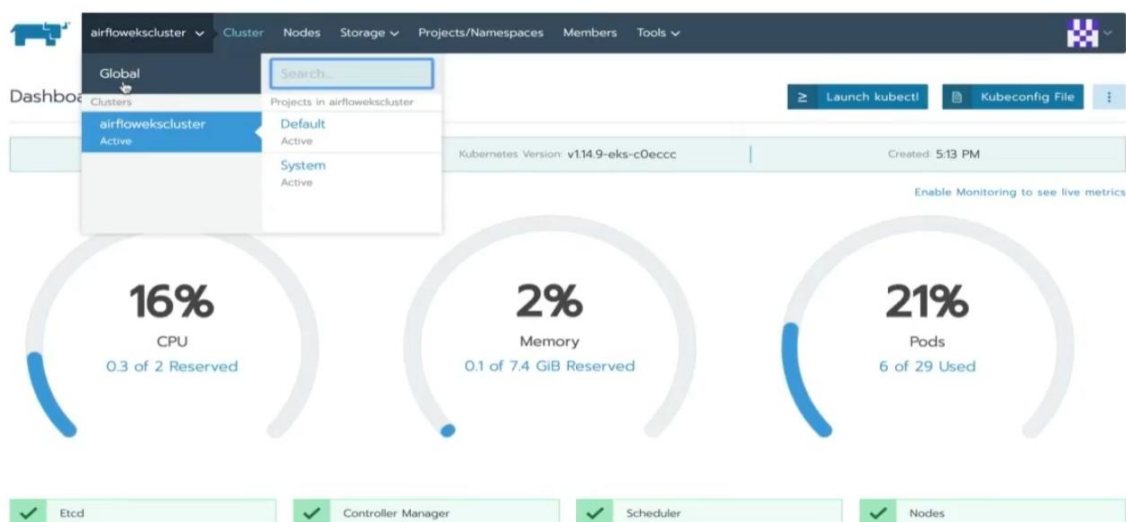 airflowekscluster Cluster Nodes Storage Projects/Namespaces Members Tools
Global
Search...
Dashboa
Clusters
Projects in airflowekscluster
Launch kubectl
Kubeconfig File
airflowekscluster
Active
Default
Active
System
Active
Kubernetes Version: v1.14.9-eks-c0eccc
Created: 5:13 PM
Enable Monitoring to see live metrics
16%
CPU
0.3 of 2 Reserved
2%
Memory
0.1 of 7.4 GiB Reserved
21%
Pods
6 of 29 Used
Etcd
Controller Manager
Scheduler
Nodes